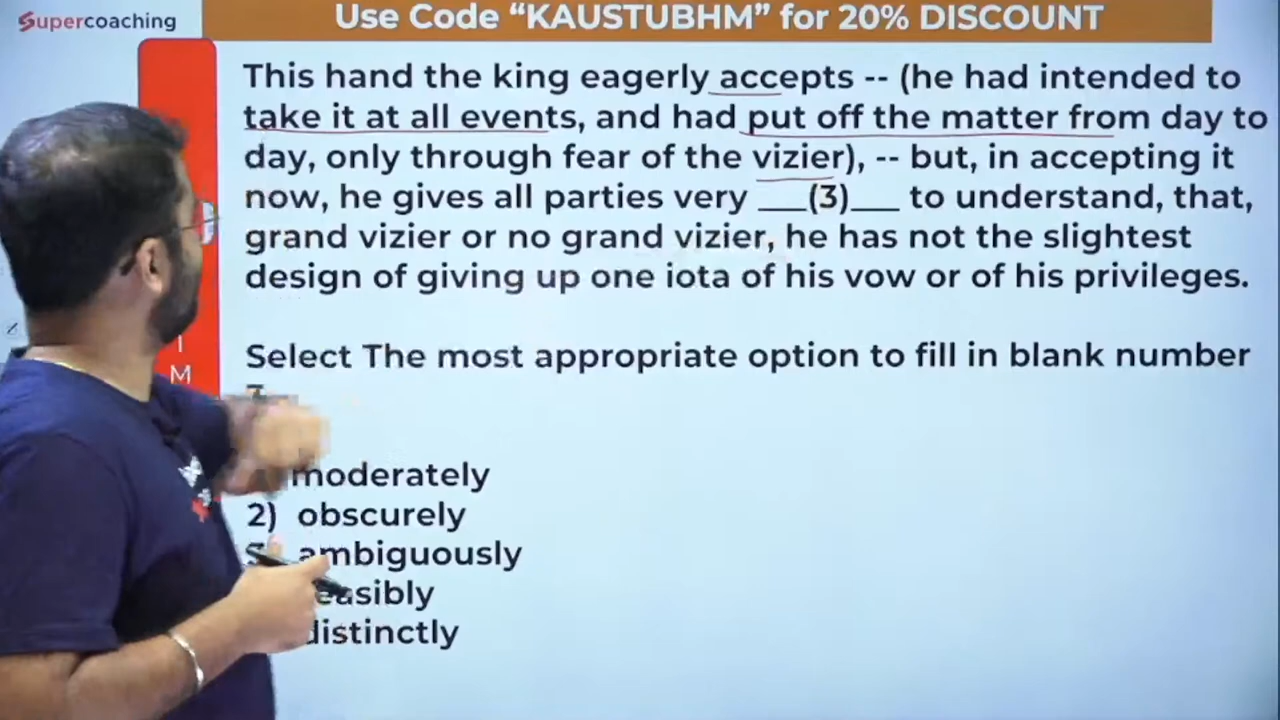 Supercoaching
Use Code “KAUSTUBHM” for 20% DISCOUNT
This hand the king eagerly accepts -- (he had intended to
take it at all events, and had put off the matter from day to
day, only through fear of the vizier), -- but, in accepting it
now, he gives all parties very ___(3)___ to understand, that,
grand vizier or no grand vizier, he has not the slightest
design of giving up one iota of his vow or of his privileges.
Select The most appropriate option to fill in blank number
I
M
moderately
2) obscurely
ambiguously
easibly
distinctly